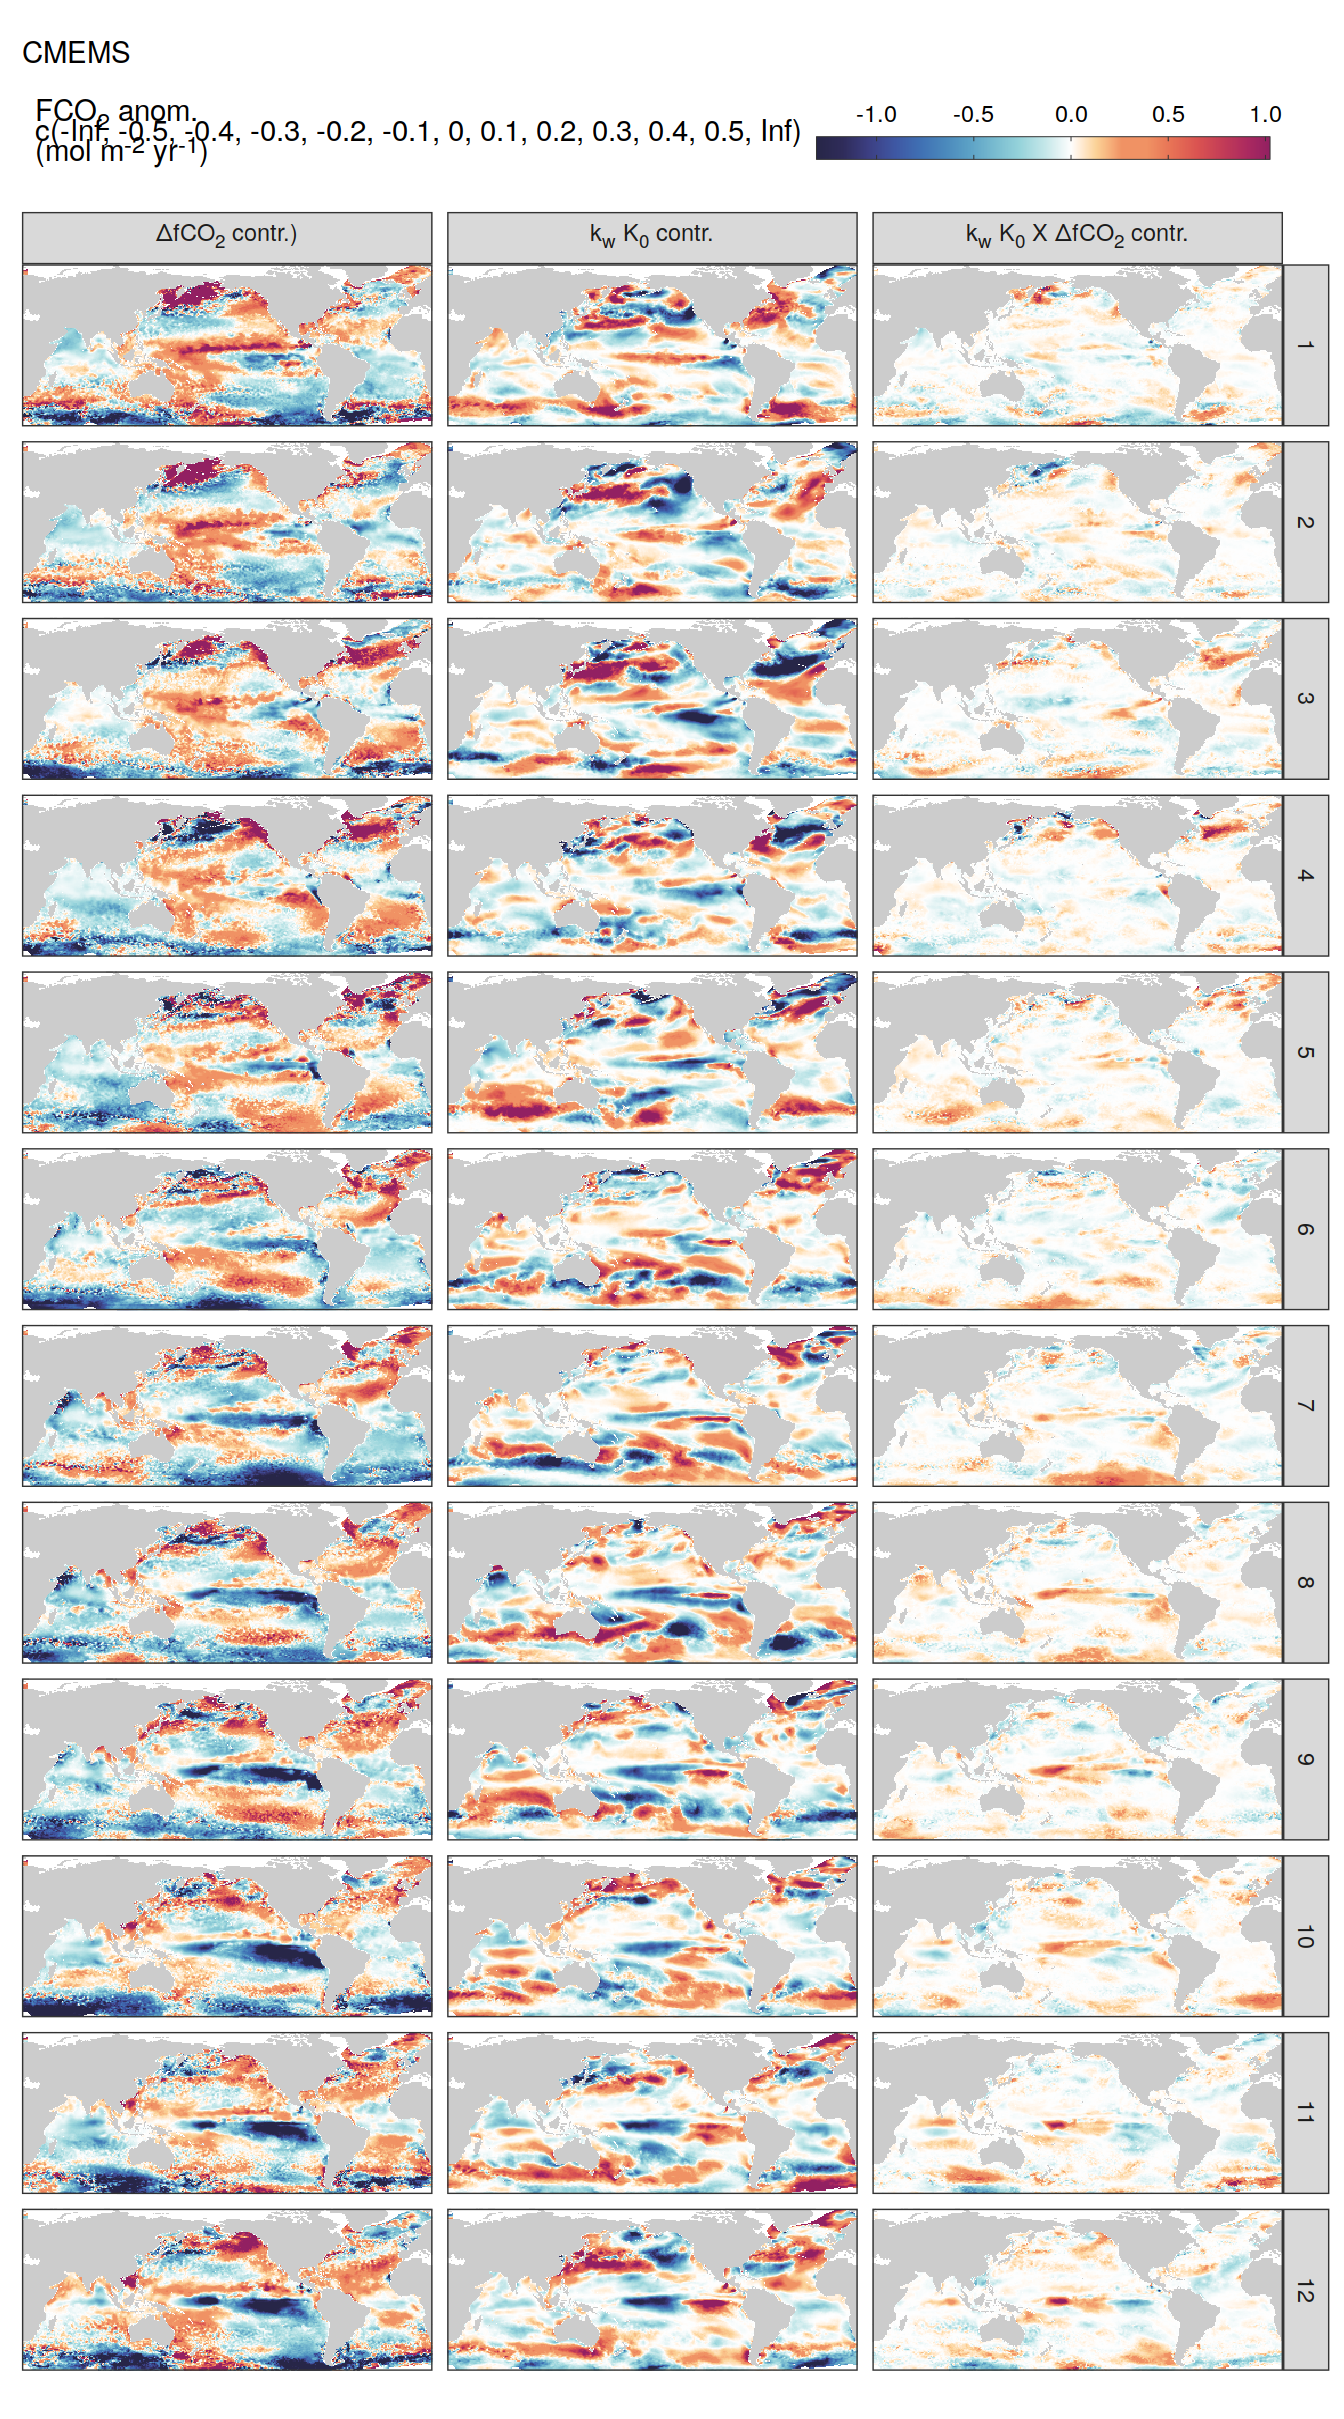 CMEMS
FCO₂ anom.
c(-Inf, -0.5, -0.4, -0.3, -0.2, -0.1, 0, 0.1, 0.2, 0.3, 0.4, 0.5, Inf)
(mol m⁻² yr⁻¹)
-1.0 -0.5 0.0 0.5 1.0
ΔfCO₂ contr.) k_w K₀ contr. k_w K₀ X ΔfCO₂ contr.
1
2
3
4
5
6
7
8
9
10
11
12